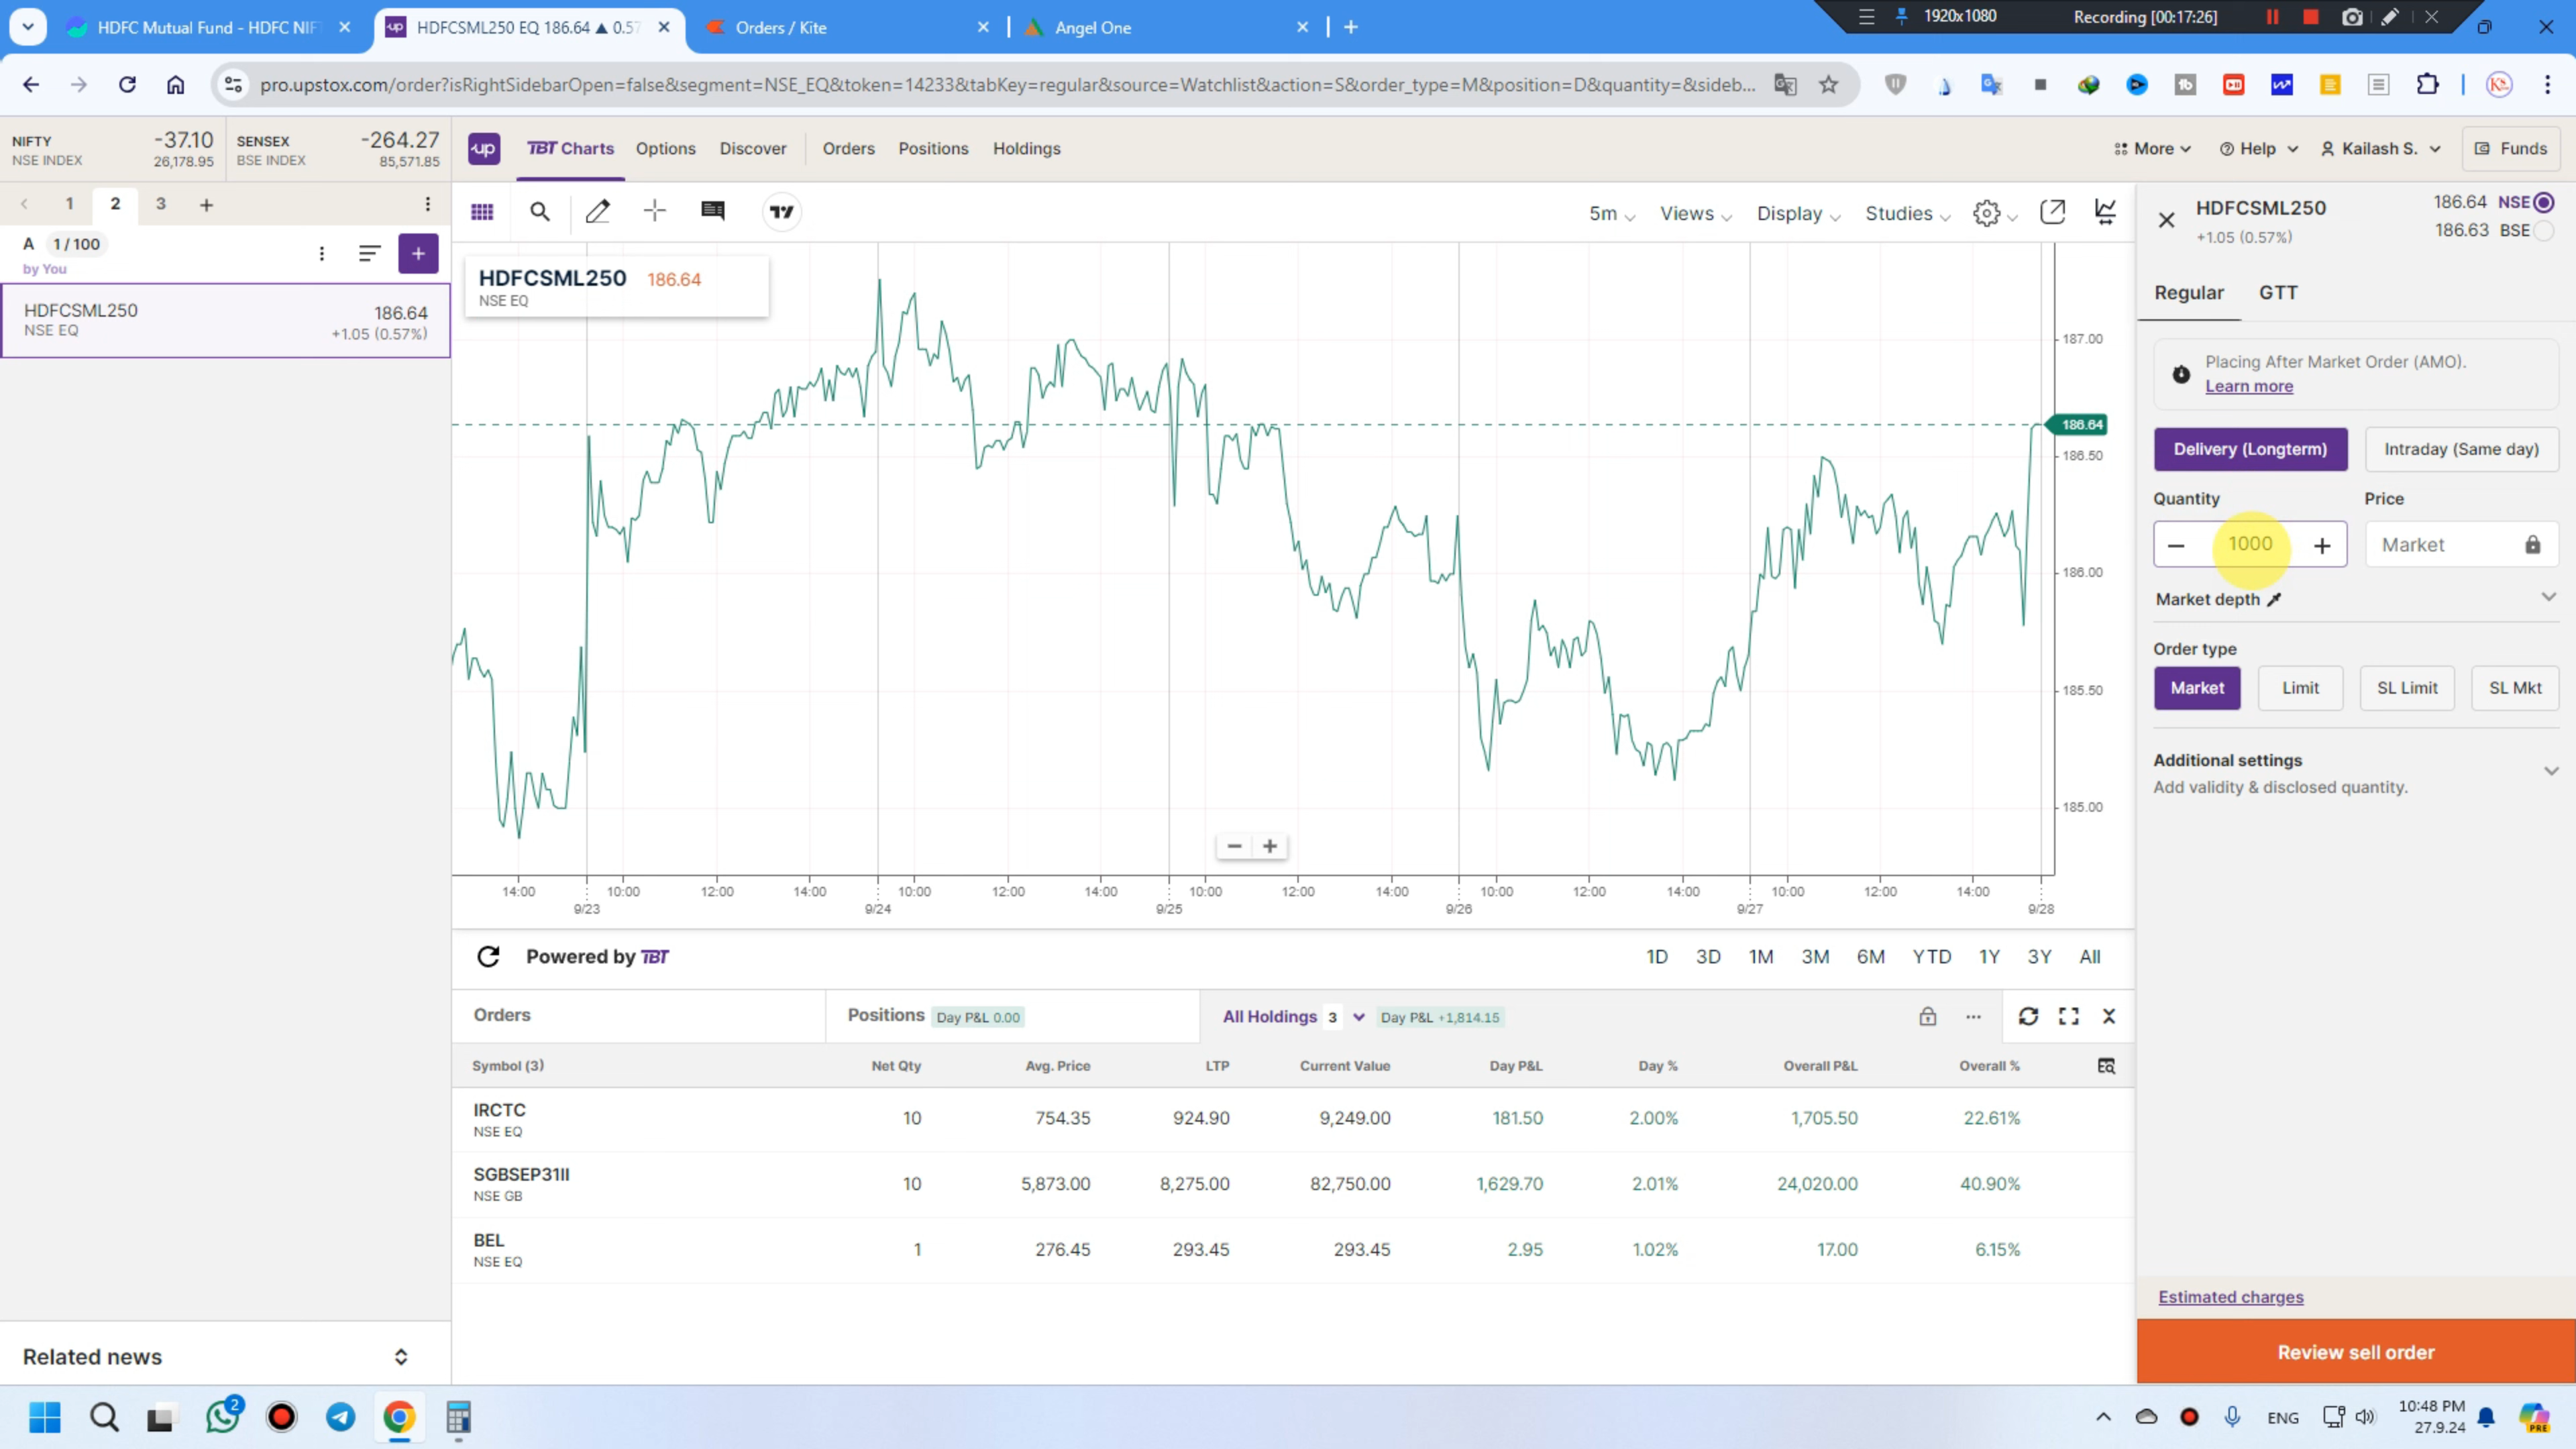 HDFC Mutual Fund - HDFC NIF
HDFCSML250 EQ 186.64 ▲ 0.57
Orders / Kite
Angel One
1920x1080
Recording [00:17:26]
pro.upstox.com/order?isRightSidebarOpen=false&segment=NSE_EQ&token=14233&tabKey=regular&source=Watchlist&action=S&order_type=M&position=D&quantity=&sideb...
NIFTY -37.10
NSE INDEX 26,178.95
SENSEX -264.27
BSE INDEX 85,571.85
up
TBT Charts
Options
Discover
Orders
Positions
Holdings
More
Help
Kailash S.
Funds
1 2 3 +
A 1/100
by You
HDFCSML250 186.64
NSE EQ +1.05 (0.57%)
5m
Views
Display
Studies
HDFCSML250 186.64
NSE EQ
187.00
186.64
186.50
186.00
185.50
185.00
14:00 10:00 12:00 14:00 10:00 12:00 14:00 10:00 12:00 14:00 10:00 12:00 14:00 10:00 12:00 14:00
9/23 9/24 9/25 9/26 9/27 9/28
Powered by TBT
1D 3D 1M 3M 6M YTD 1Y 3Y All
Orders
Positions Day P&L 0.00
All Holdings 3 Day P&L +1,814.15
Symbol (3) Net Qty Avg. Price LTP Current Value Day P&L Day % Overall P&L Overall %
IRCTC 10 754.35 924.90 9,249.00 181.50 2.00% 1,705.50 22.61%
NSE EQ
SGBSEP31II 10 5,873.00 8,275.00 82,750.00 1,629.70 2.01% 24,020.00 40.90%
NSE GB
BEL 1 276.45 293.45 293.45 2.95 1.02% 17.00 6.15%
NSE EQ
HDFCSML250 186.64 NSE
+1.05 (0.57%) 186.63 BSE
Regular GTT
Placing After Market Order (AMO).
Learn more
Delivery (Longterm) Intraday (Same day)
Quantity Price
− 1000 + Market
Market depth
Order type
Market Limit SL Limit SL Mkt
Additional settings
Add validity & disclosed quantity.
Estimated charges
Review sell order
Related news
2
ENG
10:48 PM
27.9.24
PRE